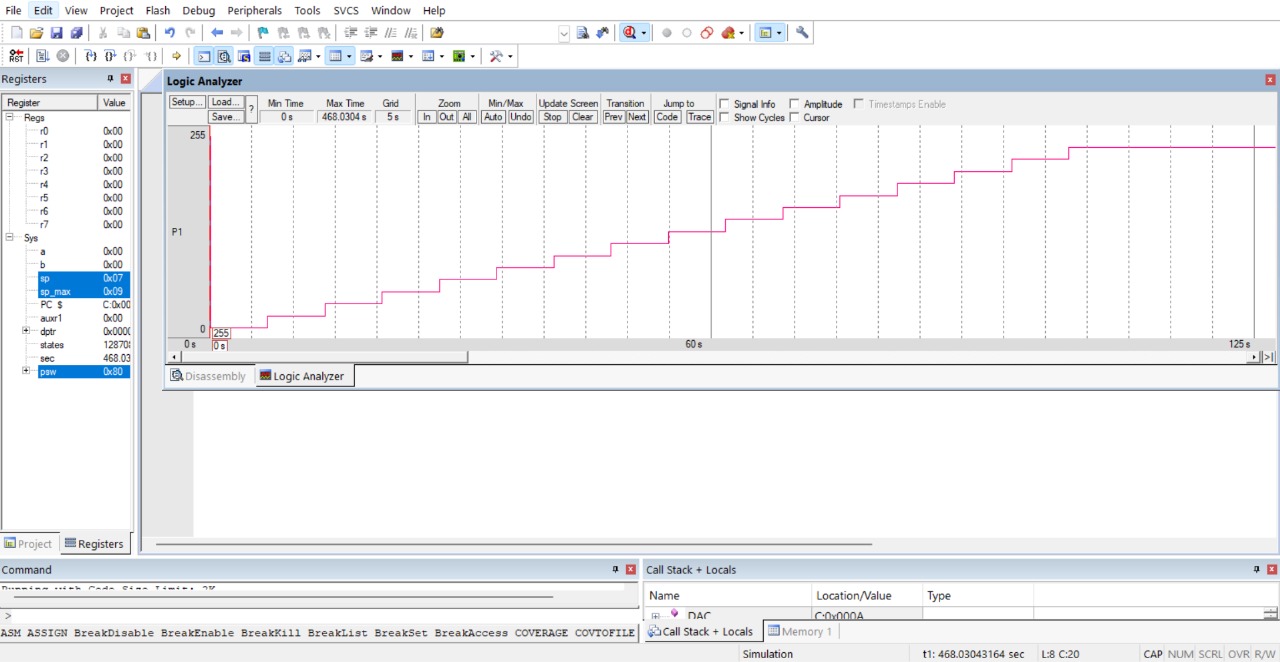 File Edit View Project Flash Debug Peripherals Tools SVCS Window Help
Registers
Register Value
Regs
r0 0x00
r1 0x00
r2 0x00
r3 0x00
r4 0x00
r5 0x00
r6 0x00
r7 0x00
Sys
a 0x00
b 0x00
sp 0x07
sp_max 0x09
PC $ C:0x00
auxr1 0x00
dptr 0x0000
states 128708
sec 468.03
psw 0x80
Project Registers
Logic Analyzer
Setup... Load... ? Min Time Max Time Grid Zoom Min/Max Update Screen Transition Jump to Signal Info Amplitude Timestamps Enable
Save... 0 s 468.0304 s 5 s In Out All Auto Undo Stop Clear Prev Next Code Trace Show Cycles Cursor
255
P1
0
255
0 s 0 s 60 s 125 s
Disassembly Logic Analyzer
Command
Running with Code Size Limit: 2K
>
ASM ASSIGN BreakDisable BreakEnable BreakKill BreakList BreakSet BreakAccess COVERAGE COVTOFILE
Call Stack + Locals
Name Location/Value Type
DAC C:0x000A
Call Stack + Locals Memory 1
Simulation t1: 468.03043164 sec L:8 C:20 CAP NUM SCRL OVR R/W